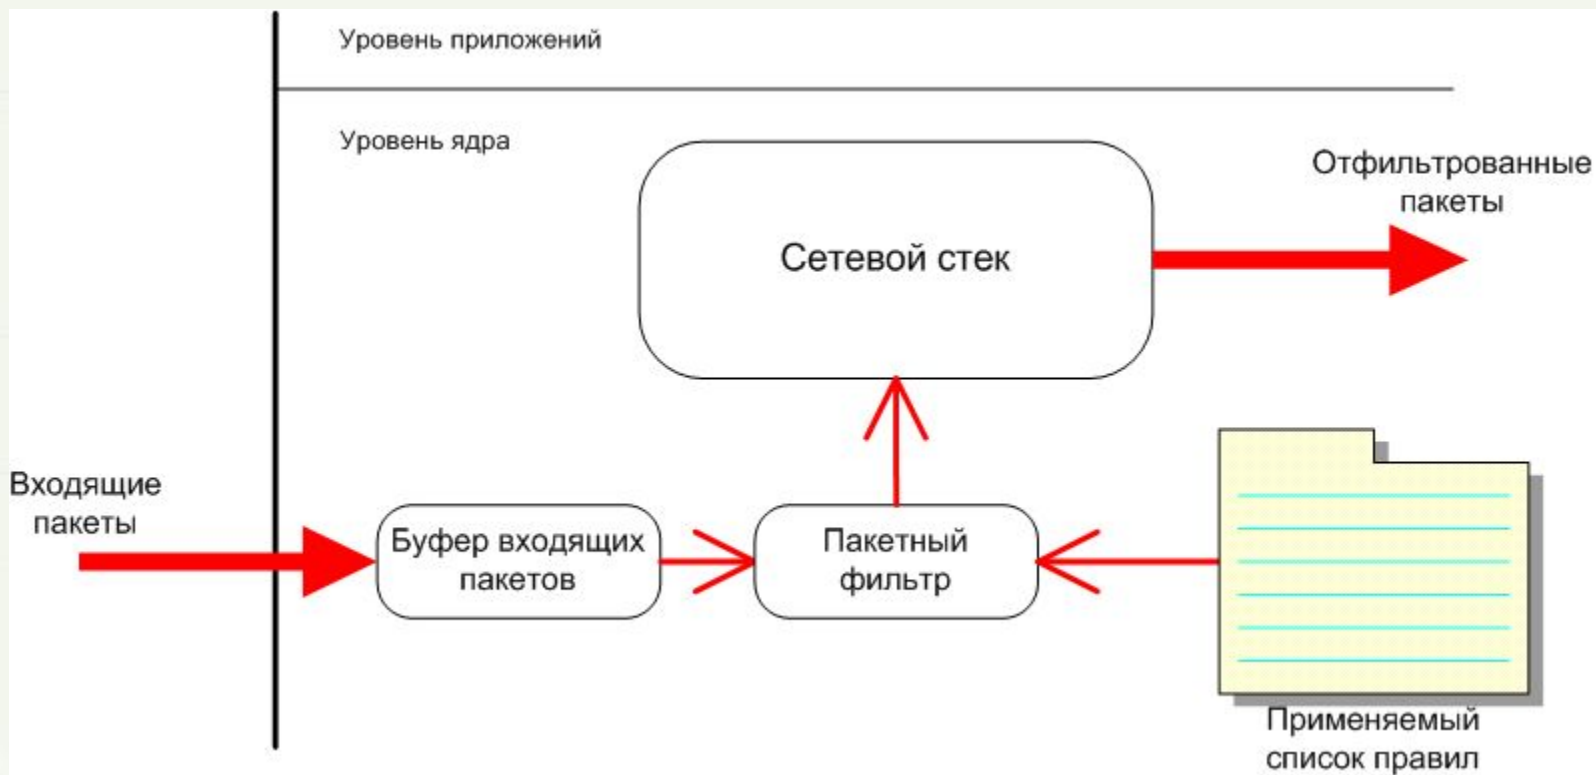 Уровень приложений
Уровень ядра
Отфильтрованные
пакеты
Сетевой стек
Входящие
пакеты
Буфер входящих
пакетов
Пакетный
фильтр
Применяемый
список правил